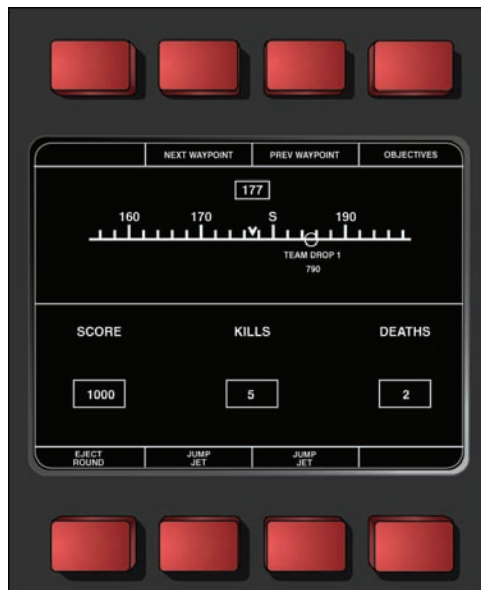 NEXT WAYPOINT PREV WAYPOINT OBJECTIVES
177
160 170 S 190
TEAM DROP 1
790
SCORE KILLS DEATHS
1000 5 2
EJECT ROUND JUMP JET JUMP JET